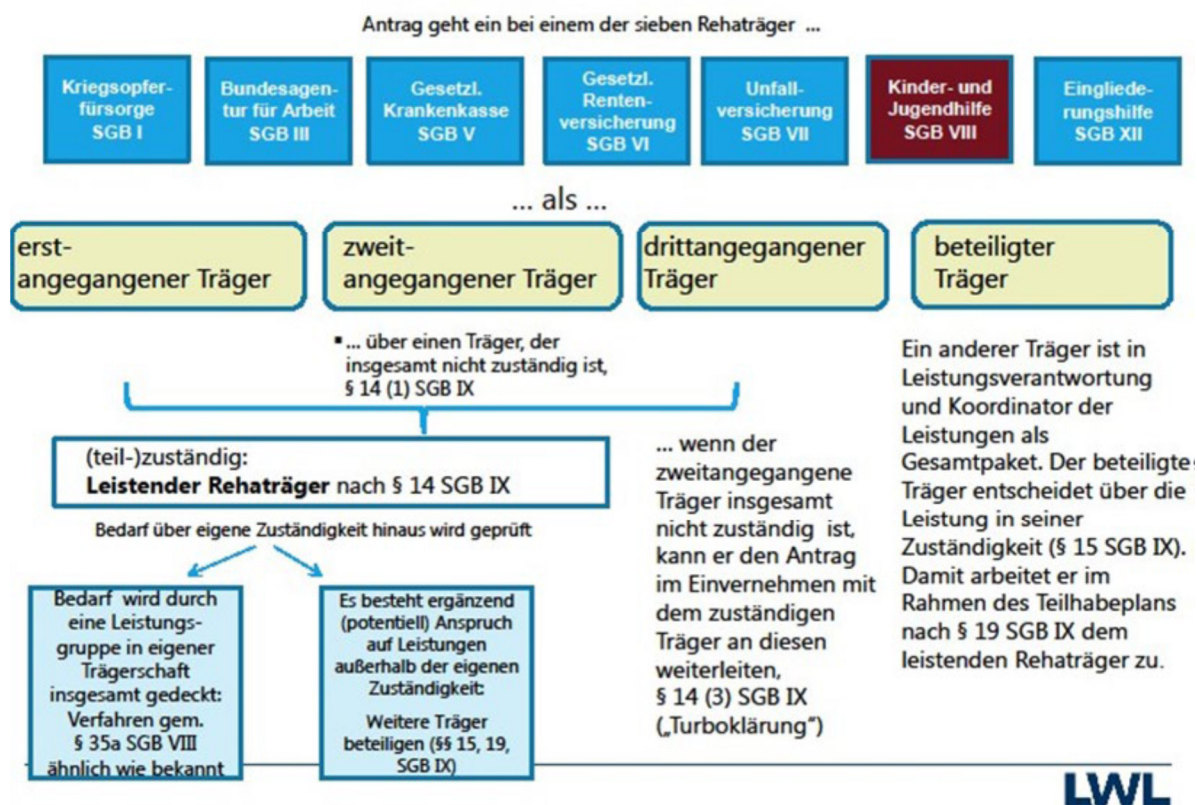 Antrag geht ein bei einem der sieben Rehaträger ...
Kriegsopfer-
fürsorge
SGB I
Bundesagen-
tur für Arbeit
SGB III
Gesetzl.
Krankenkasse
SGB V
Gesetzl.
Renten-
versicherung
SGB VI
Unfall-
versicherung
SGB VII
Kinder- und
Jugendhilfe
SGB VIII
Eingliede-
rungshilfe
SGB XII
... als ...
erst-
angegangener Träger
zweit-
angegangener Träger
drittangegangener
Träger
beteiligter
Träger
▪ ... über einen Träger, der
insgesamt nicht zuständig ist,
§ 14 (1) SGB IX
(teil-)zuständig:
Leistender Rehaträger nach § 14 SGB IX
Bedarf über eigene Zuständigkeit hinaus wird geprüft
Bedarf wird durch
eine Leistungs-
gruppe in eigener
Trägerschaft
insgesamt gedeckt:
Verfahren gem.
§ 35a SGB VIII
ähnlich wie bekannt
Es besteht ergänzend
(potentiell) Anspruch
auf Leistungen
außerhalb der eigenen
Zuständigkeit:
Weitere Träger
beteiligen (§§ 15, 19,
SGB IX)
... wenn der
zweitangegangene
Träger insgesamt
nicht zuständig ist,
kann er den Antrag
im Einvernehmen mit
dem zuständigen
Träger an diesen
weiterleiten,
§ 14 (3) SGB IX
(„Turboklärung“)
Ein anderer Träger ist in
Leistungsverantwortung
und Koordinator der
Leistungen als
Gesamtpaket. Der beteiligte
Träger entscheidet über die
Leistung in seiner
Zuständigkeit (§ 15 SGB IX).
Damit arbeitet er im
Rahmen des Teilhabeplans
nach § 19 SGB IX dem
leistenden Rehaträger zu.
LWL